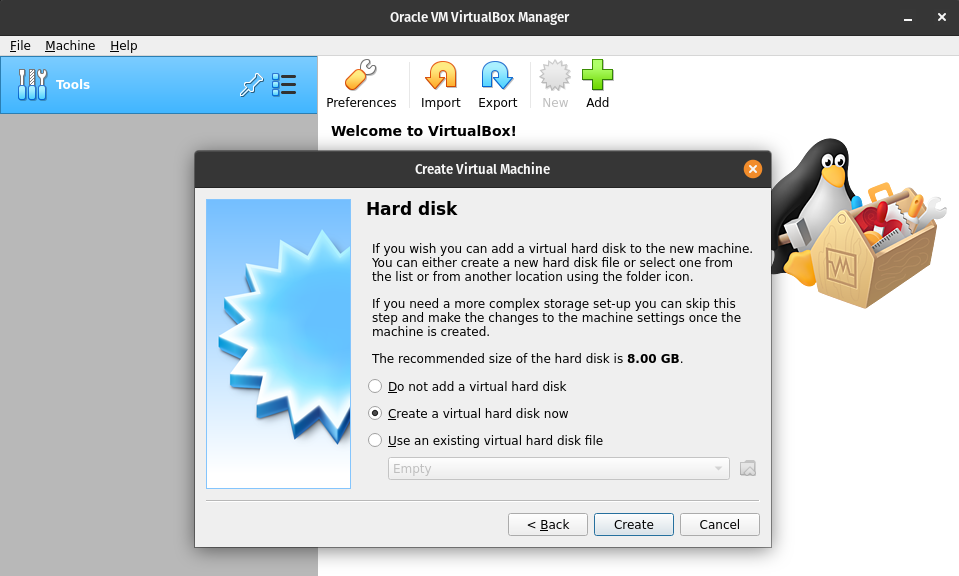 Oracle VM VirtualBox Manager
File Machine Help
Tools
Preferences Import Export New Add
Welcome to VirtualBox!
Create Virtual Machine
Hard disk
If you wish you can add a virtual hard disk to the new machine.
You can either create a new hard disk file or select one from
the list or from another location using the folder icon.
If you need a more complex storage set-up you can skip this
step and make the changes to the machine settings once the
machine is created.
The recommended size of the hard disk is 8.00 GB.
Do not add a virtual hard disk
Create a virtual hard disk now
Use an existing virtual hard disk file
Empty
< Back Create Cancel